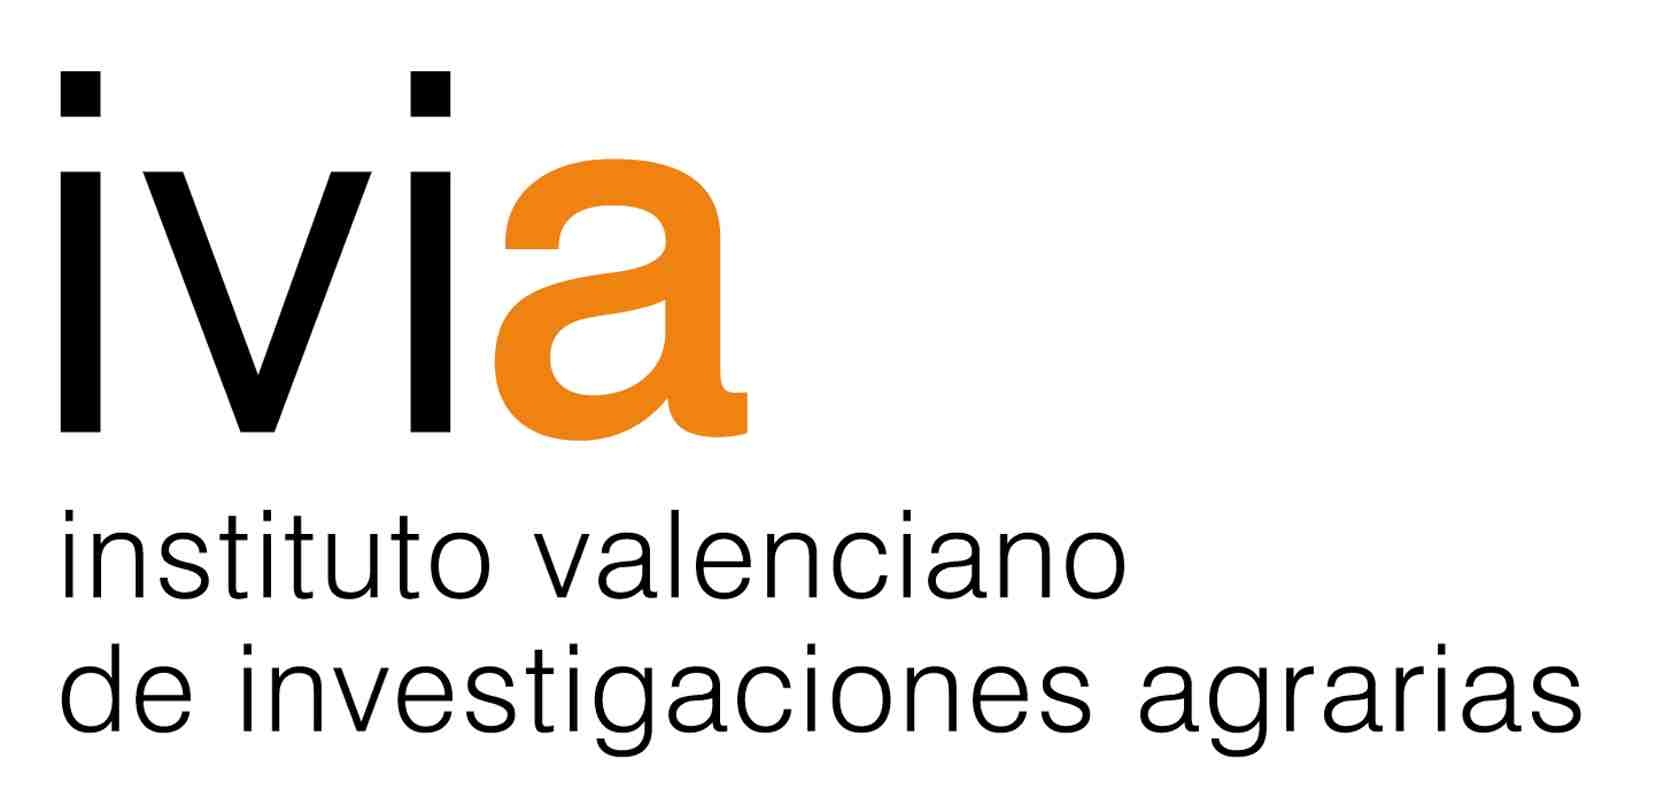 ivia
instituto valenciano
de investigaciones agrarias